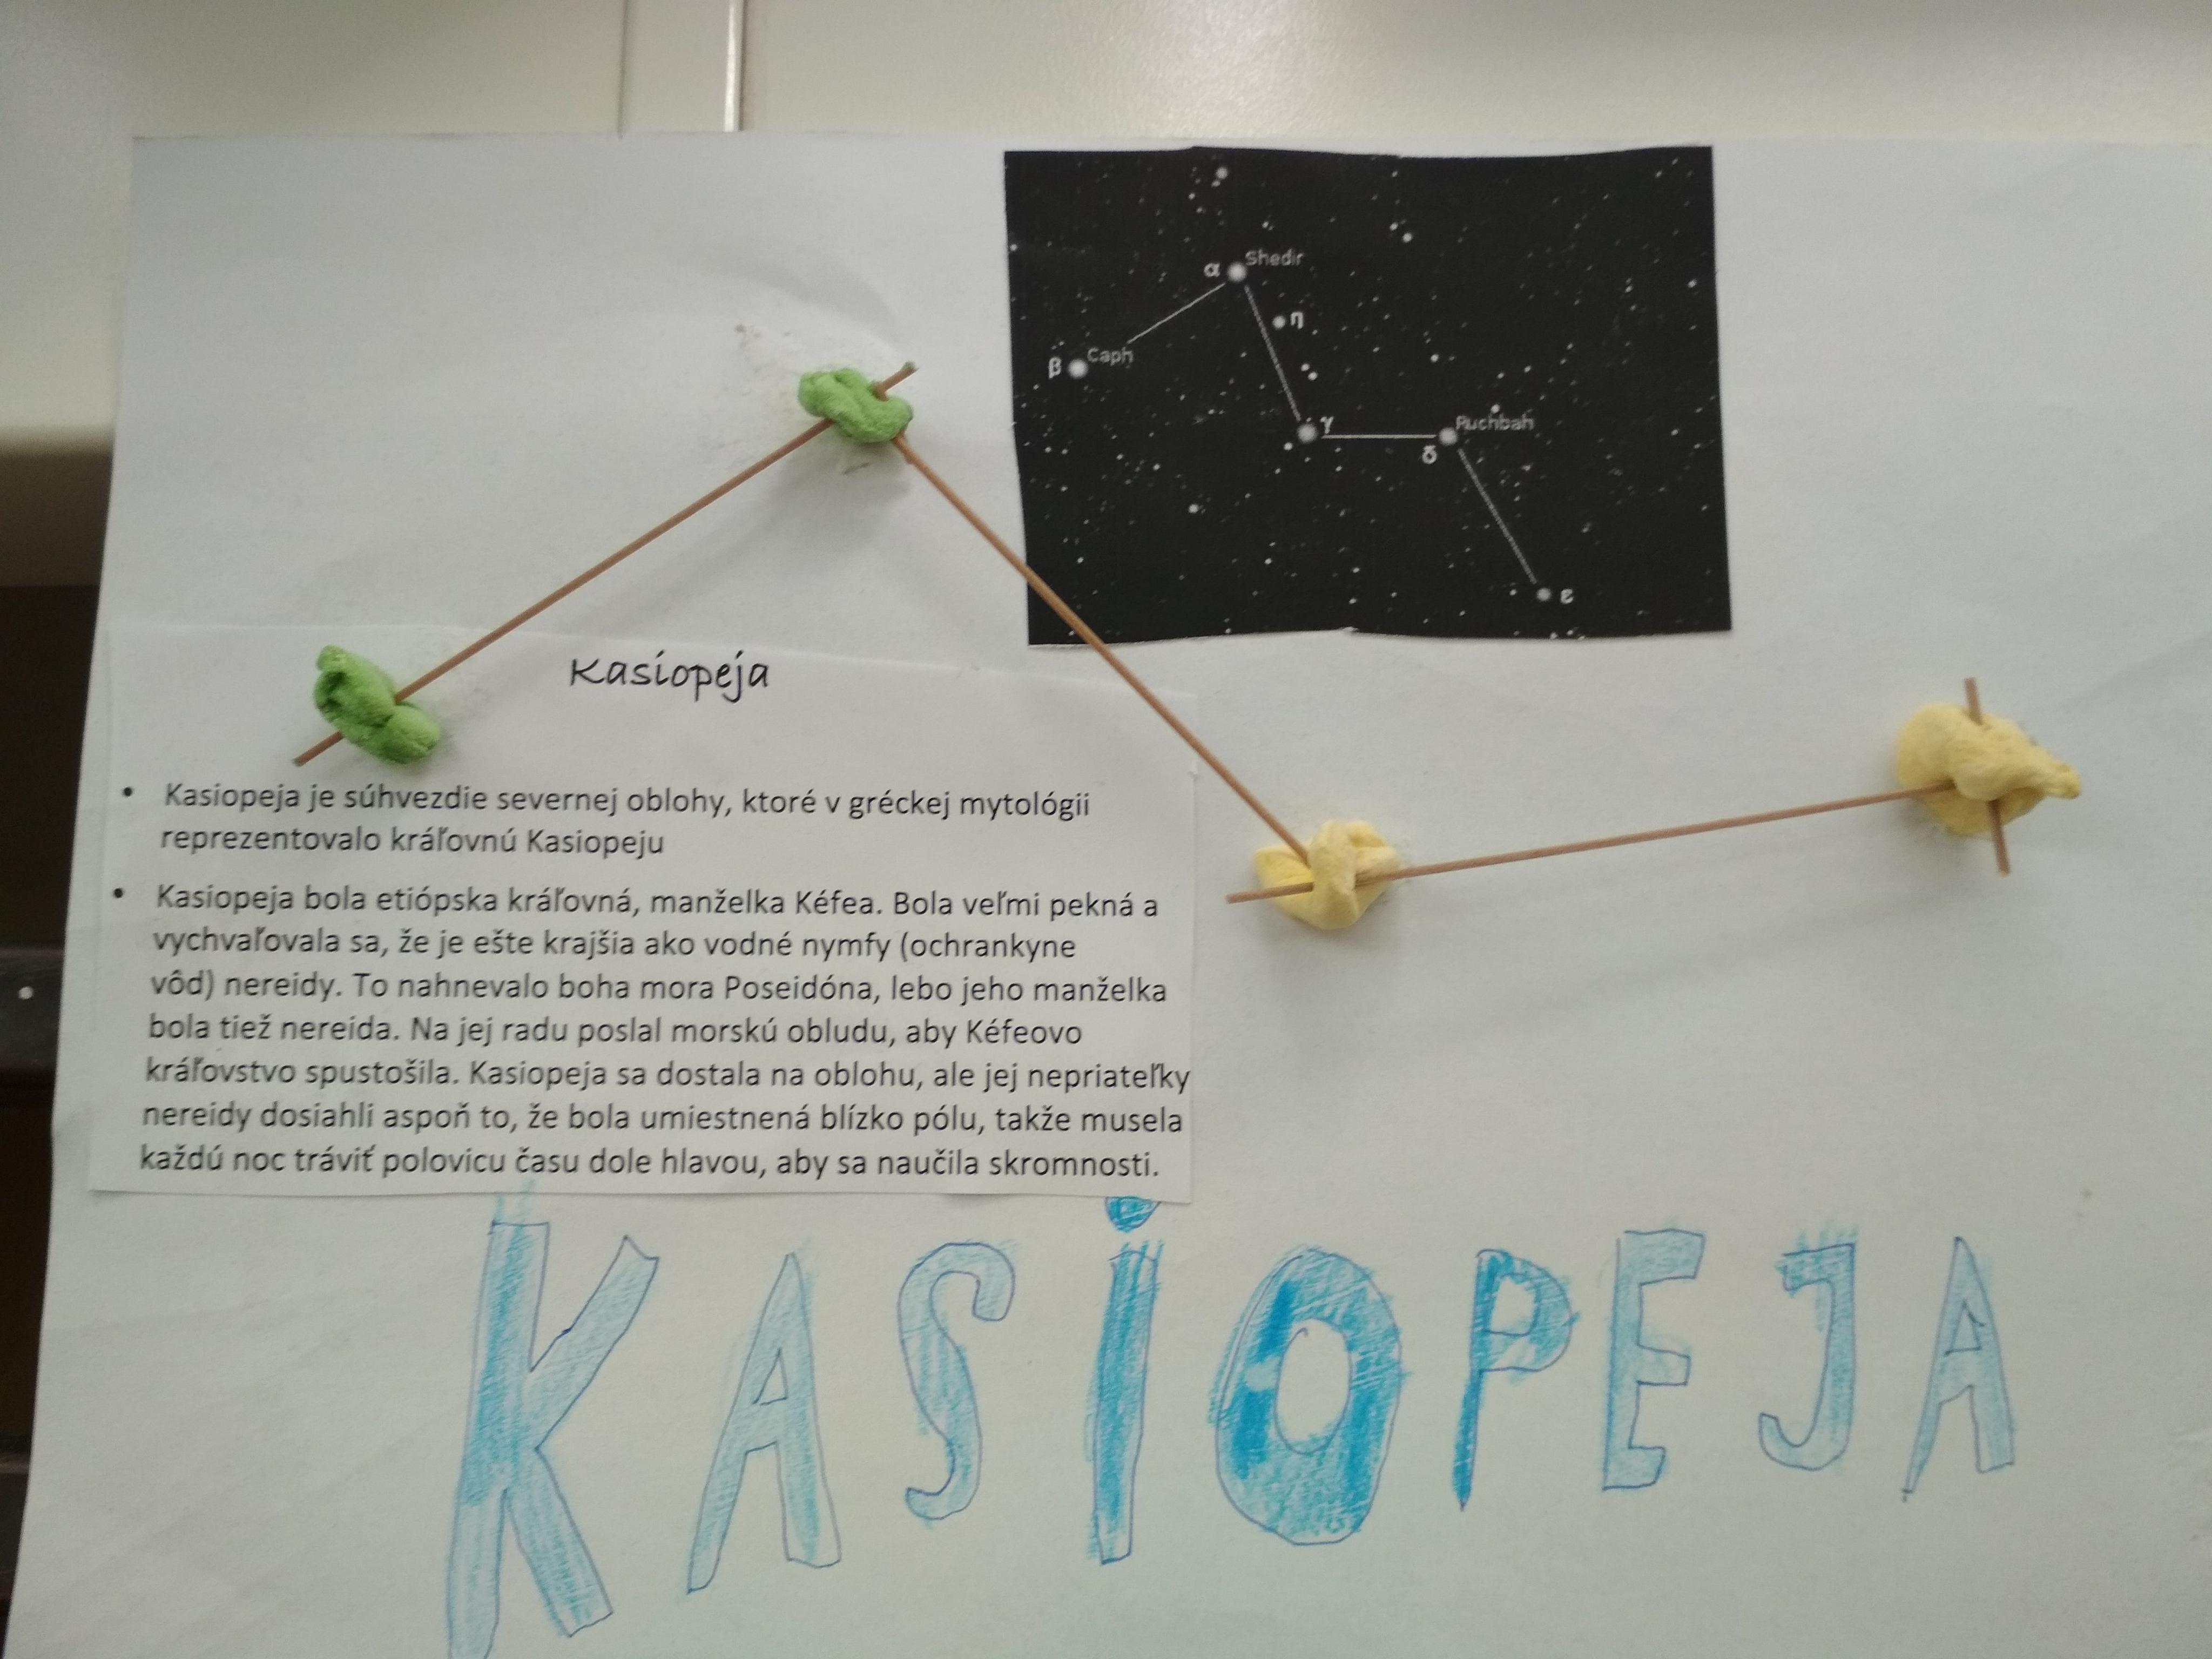 α Shedir
η
β Caph
γ
Ruchbah
δ
ε
Kasiopeja
• Kasiopeja je súhvezdie severnej oblohy, ktoré v gréckej mytológii
reprezentovalo kráľovnú Kasiopeju
• Kasiopeja bola etiópska kráľovná, manželka Kéfea. Bola veľmi pekná a
vychvaľovala sa, že je ešte krajšia ako vodné nymfy (ochrankyne
vôd) nereidy. To nahnevalo boha mora Poseidóna, lebo jeho manželka
bola tiež nereida. Na jej radu poslal morskú obludu, aby Kéfeovo
kráľovstvo spustošila. Kasiopeja sa dostala na oblohu, ale jej nepriateľky
nereidy dosiahli aspoň to, že bola umiestnená blízko pólu, takže musela
každú noc tráviť polovicu času dole hlavou, aby sa naučila skromnosti.
KASiOPEJA